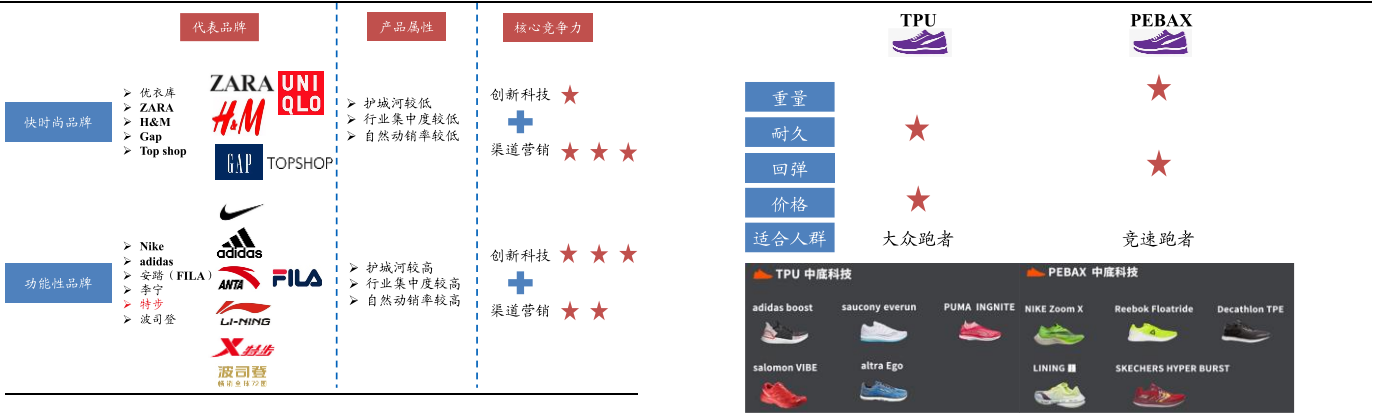 代表品牌
产品属性
核心竞争力
快时尚品牌
优衣库
ZARA
H&M
Gap
Top shop
ZARA
UNI
QLO
H&M
GAP
TOPSHOP
护城河较低
行业集中度较低
自然动销率较低
创新科技
渠道营销
功能性品牌
Nike
adidas
安踏（FILA）
李宁
特步
波司登
adidas
ANTA
FILA
LI-NING
特步
波司登
畅销全球72国
护城河较高
行业集中度较高
自然动销率较高
创新科技
渠道营销
TPU
PEBAX
重量
耐久
回弹
价格
适合人群
大众跑者
竞速跑者
TPU 中底科技
adidas boost
saucony everun
PUMA INGNITE
salomon VIBE
altra Ego
PEBAX 中底科技
NIKE Zoom X
Reebok Floatride
Decathlon TPE
LINING
SKECHERS HYPER BURST